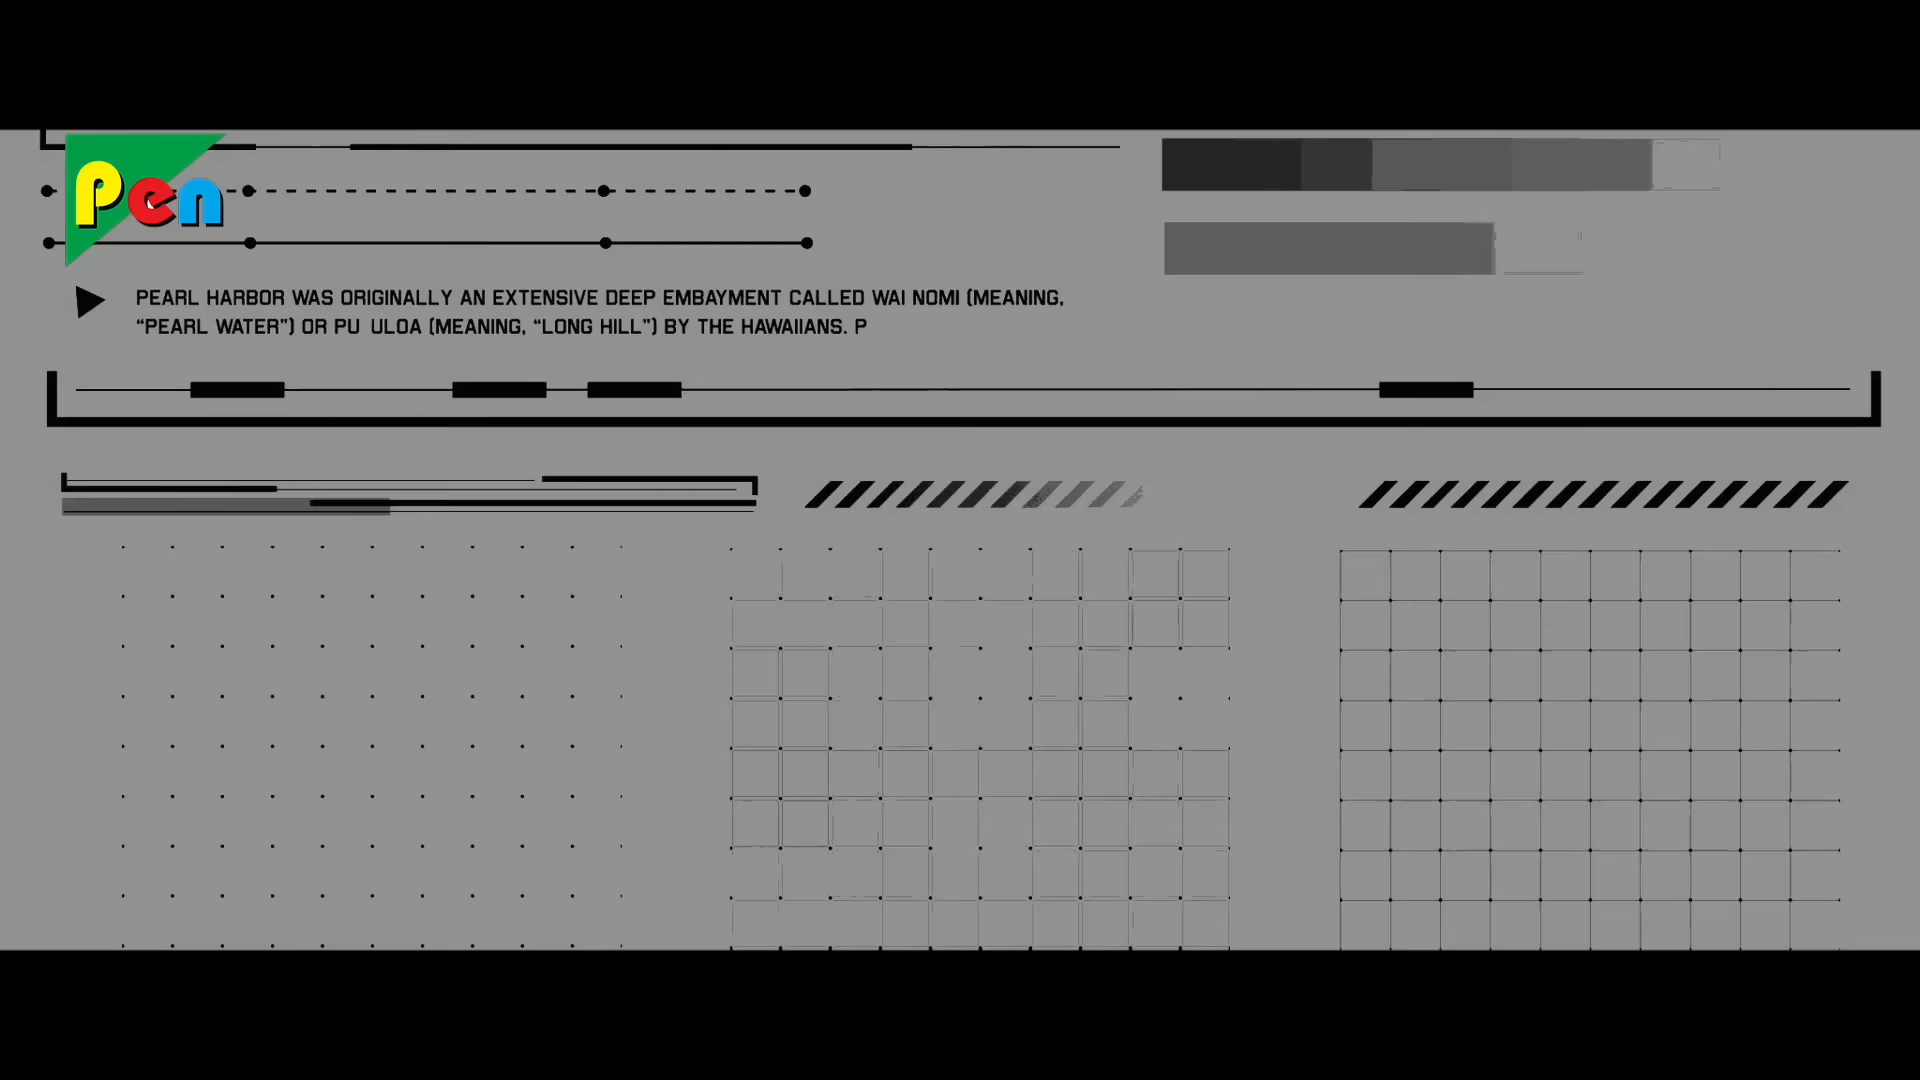 Pen
PEARL HARBOR WAS ORIGINALLY AN EXTENSIVE DEEP EMBAYMENT CALLED WAI NOMI (MEANING,
“PEARL WATER”) OR PU ULOA (MEANING, “LONG HILL”) BY THE HAWAIIANS. P